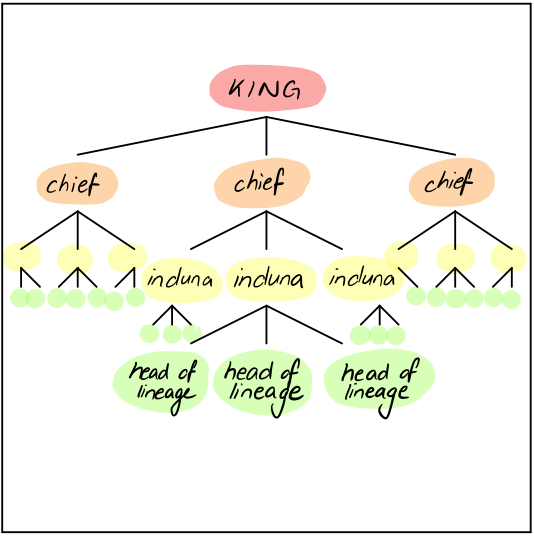 KING
chief chief chief
induna induna induna
head of head of head of
lineage lineage lineage